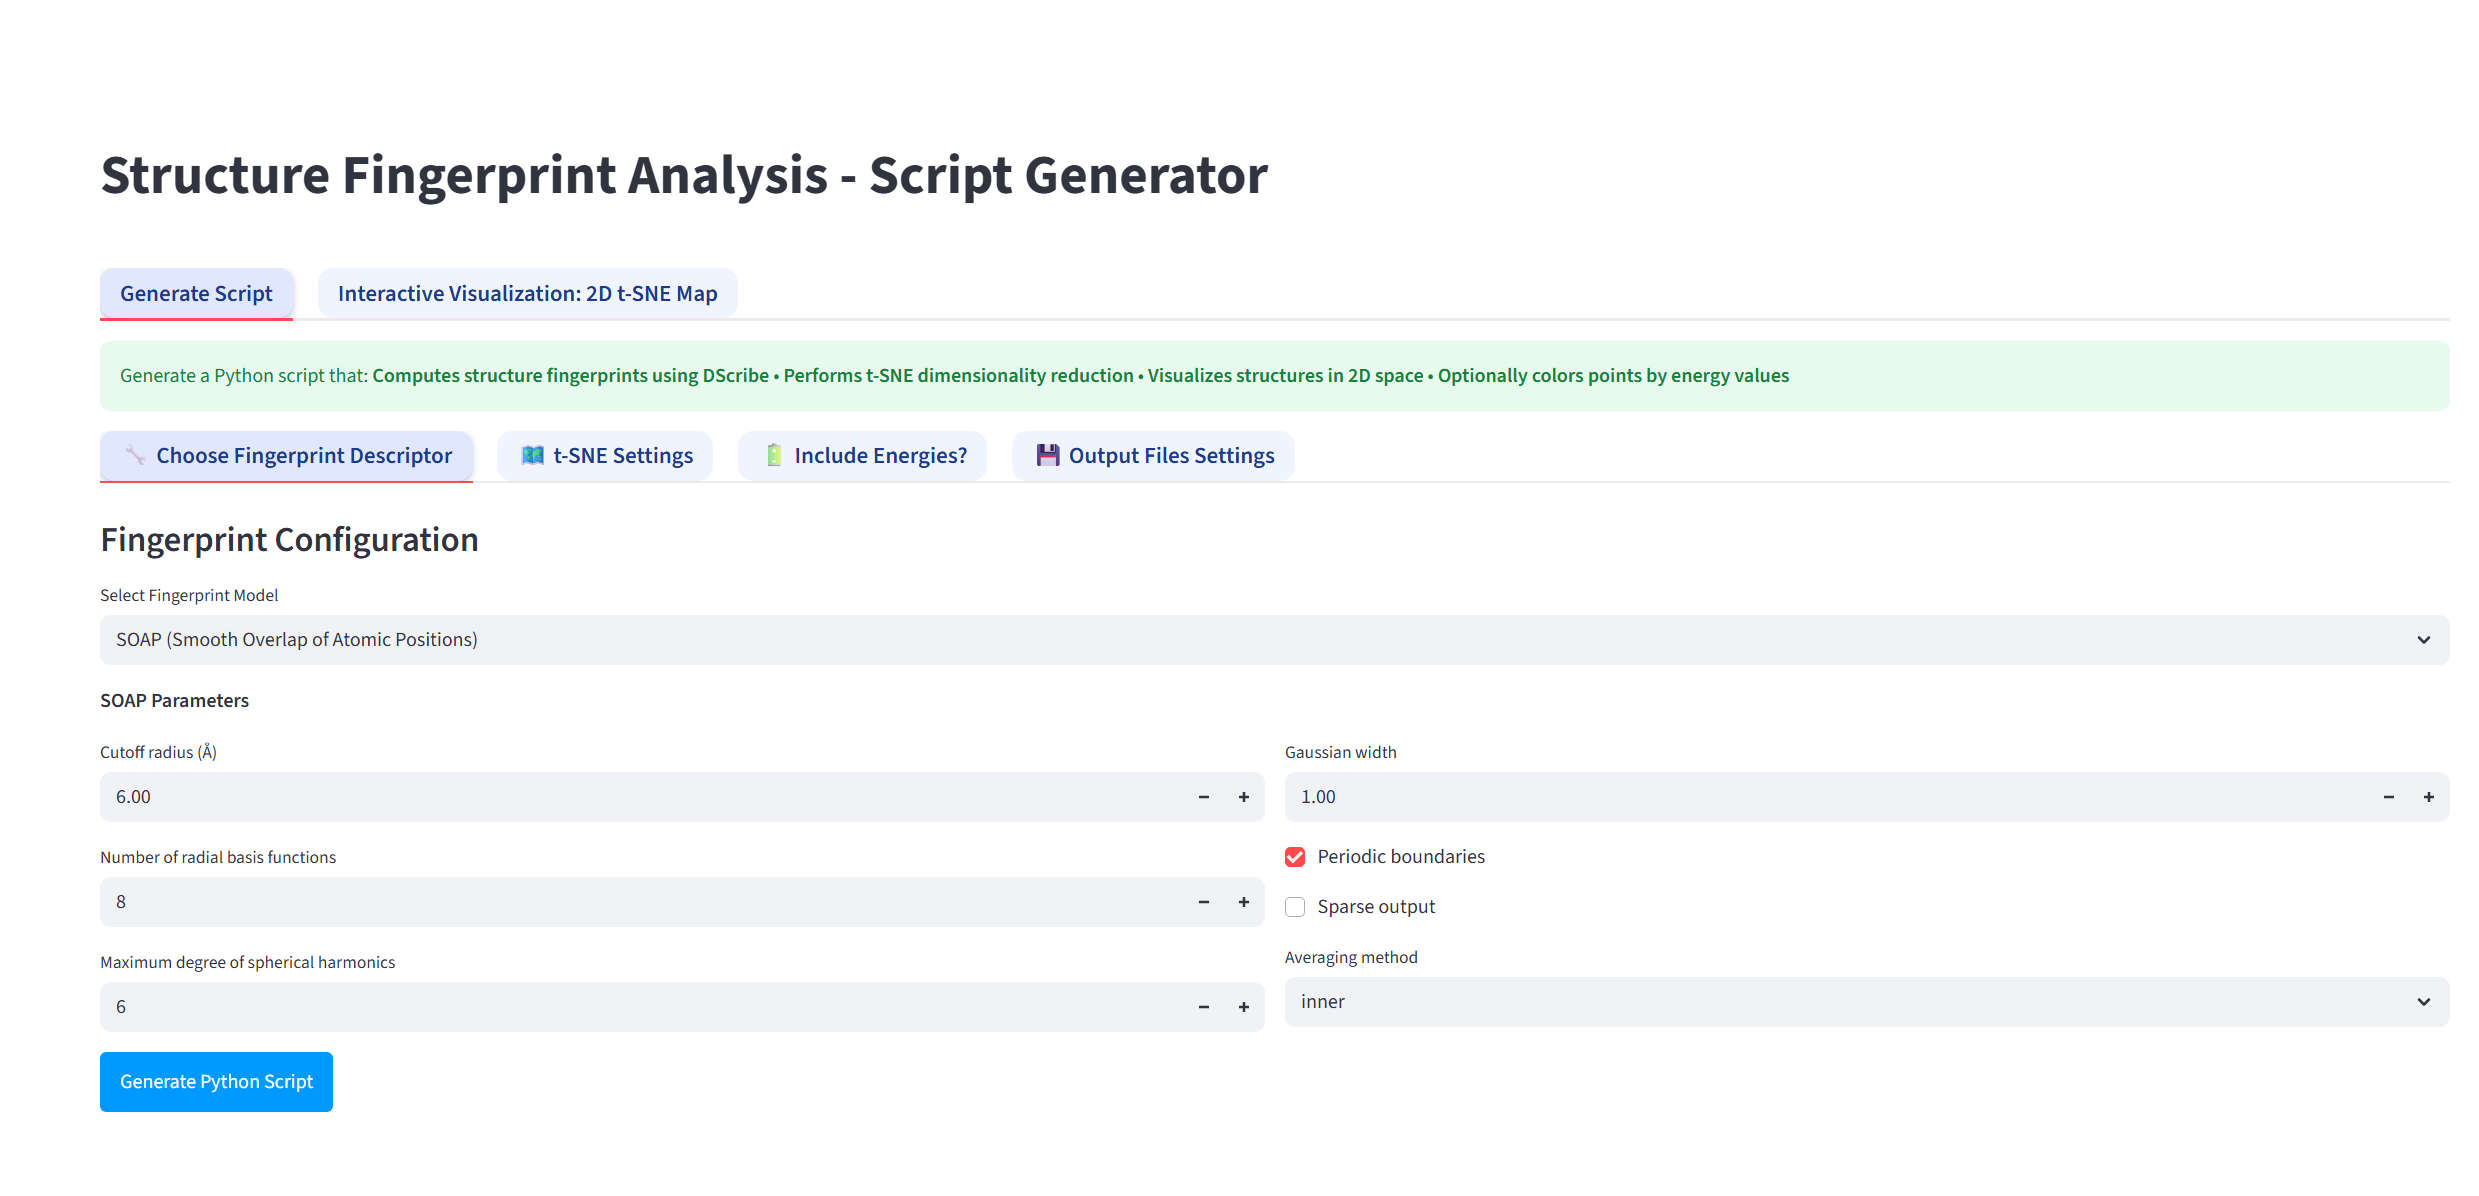 Structure Fingerprint Analysis - Script Generator
Generate Script
Interactive Visualization: 2D t-SNE Map
Generate a Python script that: Computes structure fingerprints using DScribe • Performs t-SNE dimensionality reduction • Visualizes structures in 2D space • Optionally colors points by energy values
Choose Fingerprint Descriptor
t-SNE Settings
Include Energies?
Output Files Settings
Fingerprint Configuration
Select Fingerprint Model
SOAP (Smooth Overlap of Atomic Positions)
SOAP Parameters
Cutoff radius (Å)
6.00
Number of radial basis functions
8
Maximum degree of spherical harmonics
6
Gaussian width
1.00
Periodic boundaries
Sparse output
Averaging method
inner
Generate Python Script